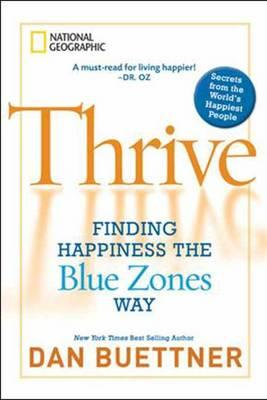 NATIONAL
GEOGRAPHIC
A must-read for living happier!
–DR. OZ
Secrets
from the
World's
Happiest
People
Thrive
FINDING
HAPPINESS THE
Blue Zones
WAY
New York Times Best Selling Author
DAN BUETTNER